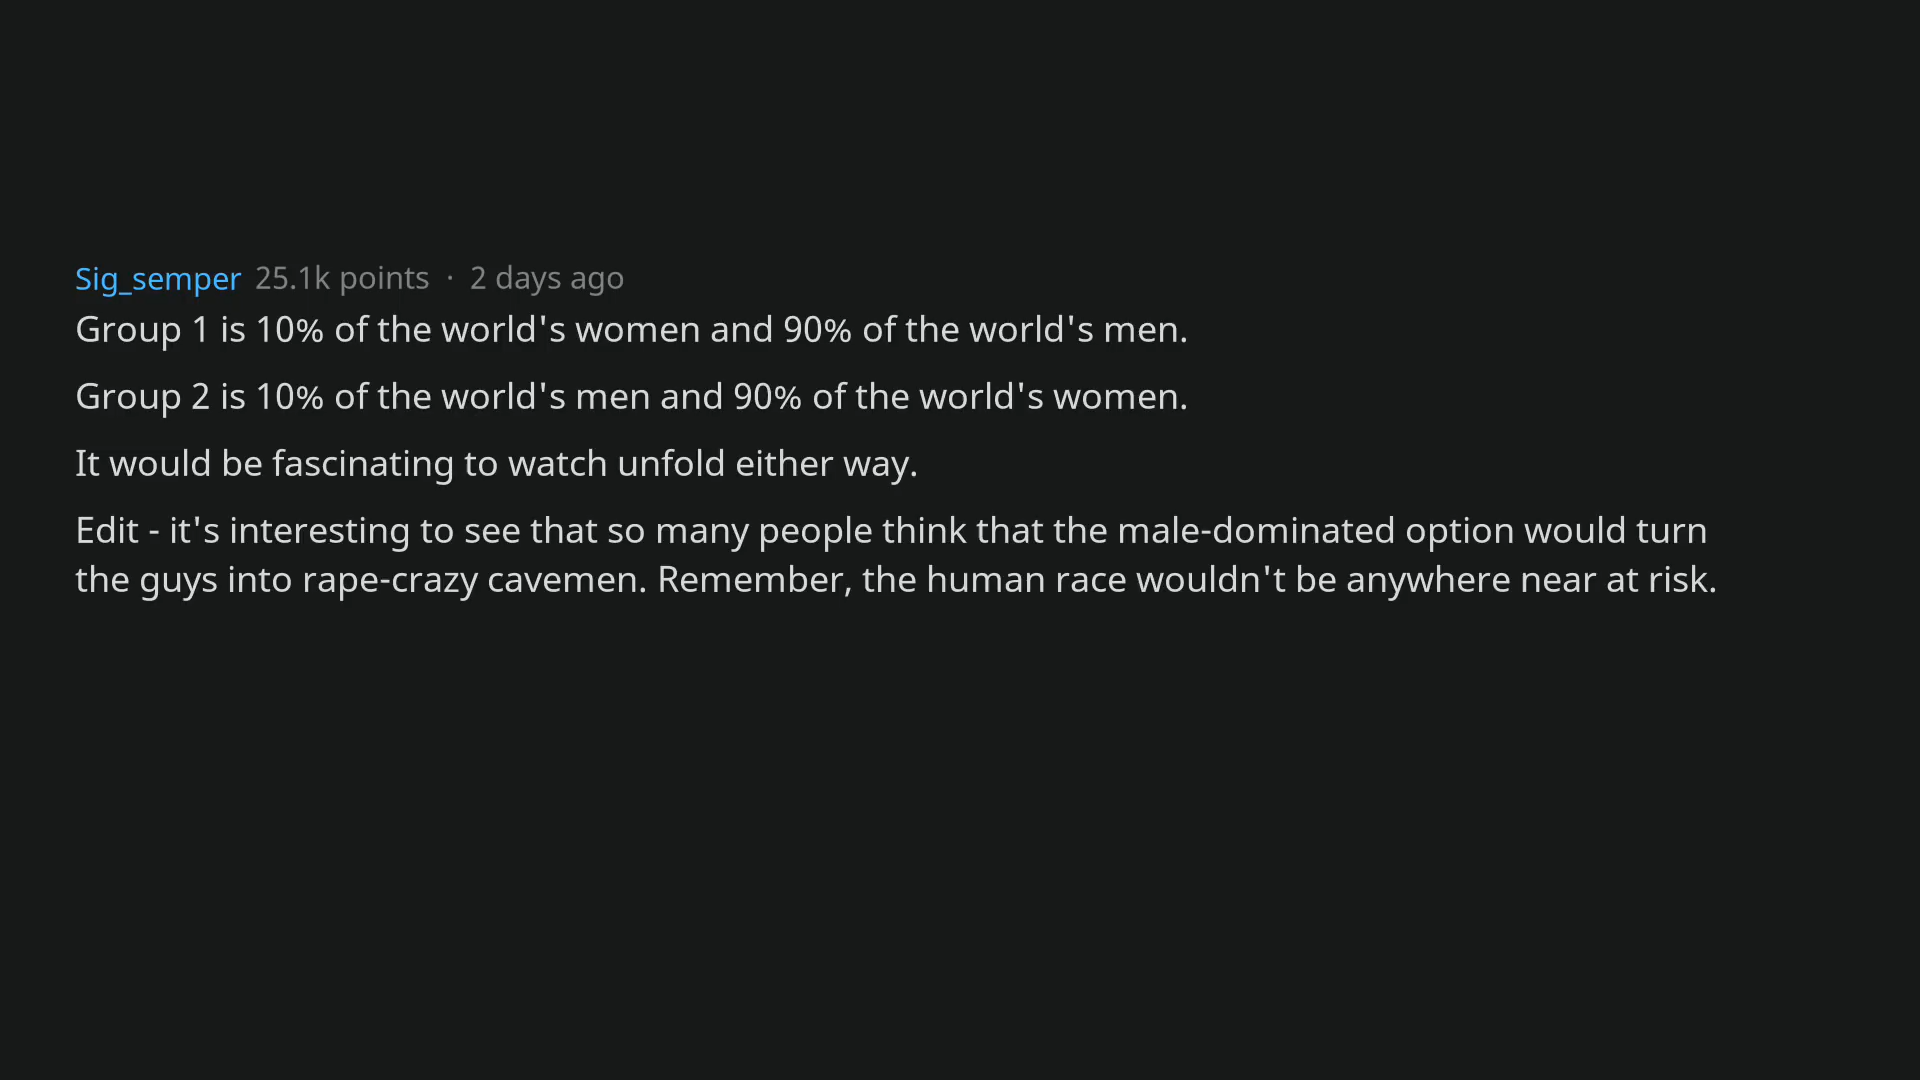 Sig_semper 25.1k points · 2 days ago
Group 1 is 10% of the world's women and 90% of the world's men.
Group 2 is 10% of the world's men and 90% of the world's women.
It would be fascinating to watch unfold either way.
Edit - it's interesting to see that so many people think that the male-dominated option would turn
the guys into rape-crazy cavemen. Remember, the human race wouldn't be anywhere near at risk.